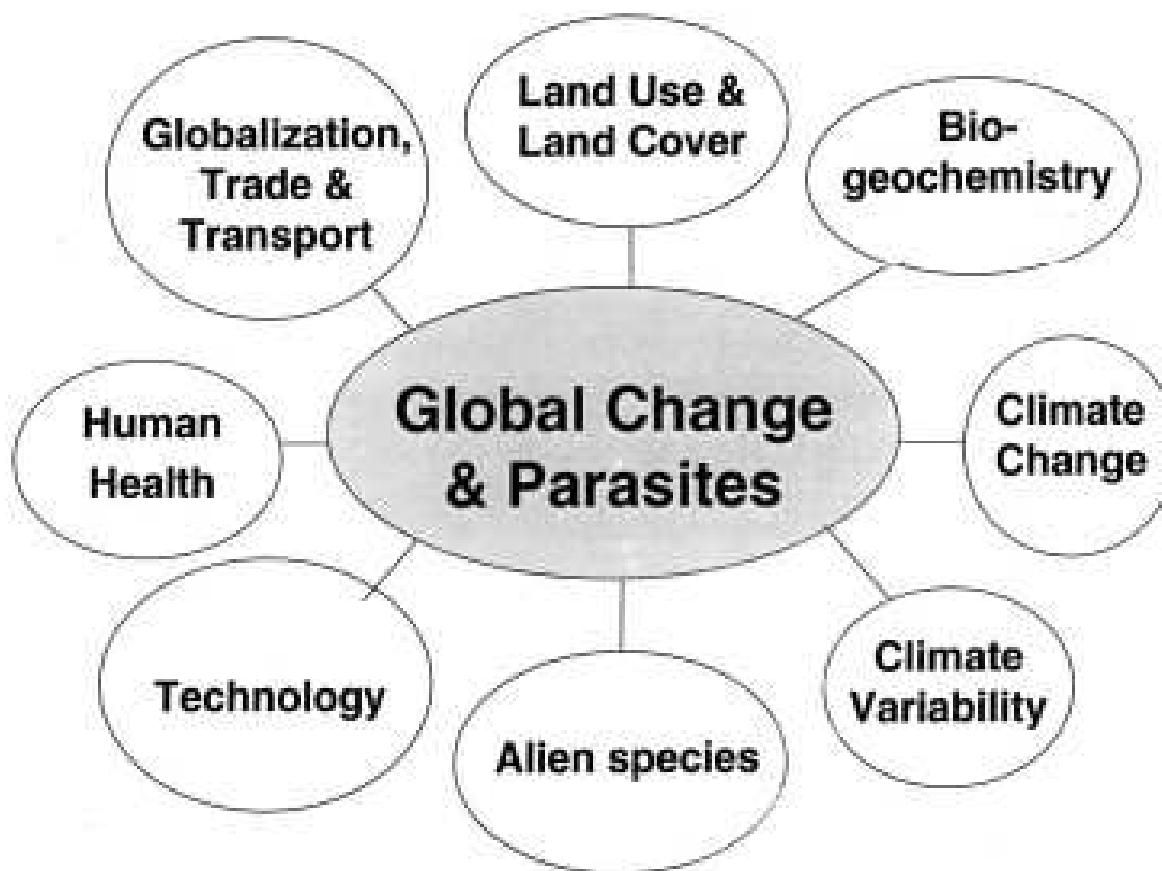 Land Use &
Land Cover
Globalization,
Trade &
Transport
Bio-
geochemistry
Global Change
& Parasites
Human
Health
Climate
Change
Technology
Alien species
Climate
Variability